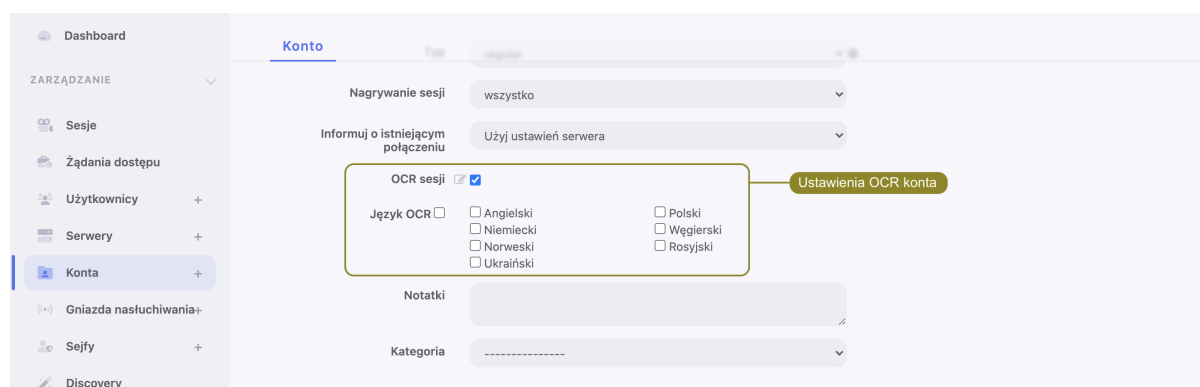 Dashboard
ZARZĄDZANIE
Sesje
Żądania dostępu
Użytkownicy +
Serwery +
Konta +
Gniazda nasłuchiwania+
Sejfy +
Discovery
Konto
Typ regular
Nagrywanie sesji wszystko
Informuj o istniejącym
połączeniu
Użyj ustawień serwera
OCR sesji
Język OCR
Angielski Polski
Niemiecki Węgierski
Norweski Rosyjski
Ukraiński
Ustawienia OCR konta
Notatki
Kategoria ---------------